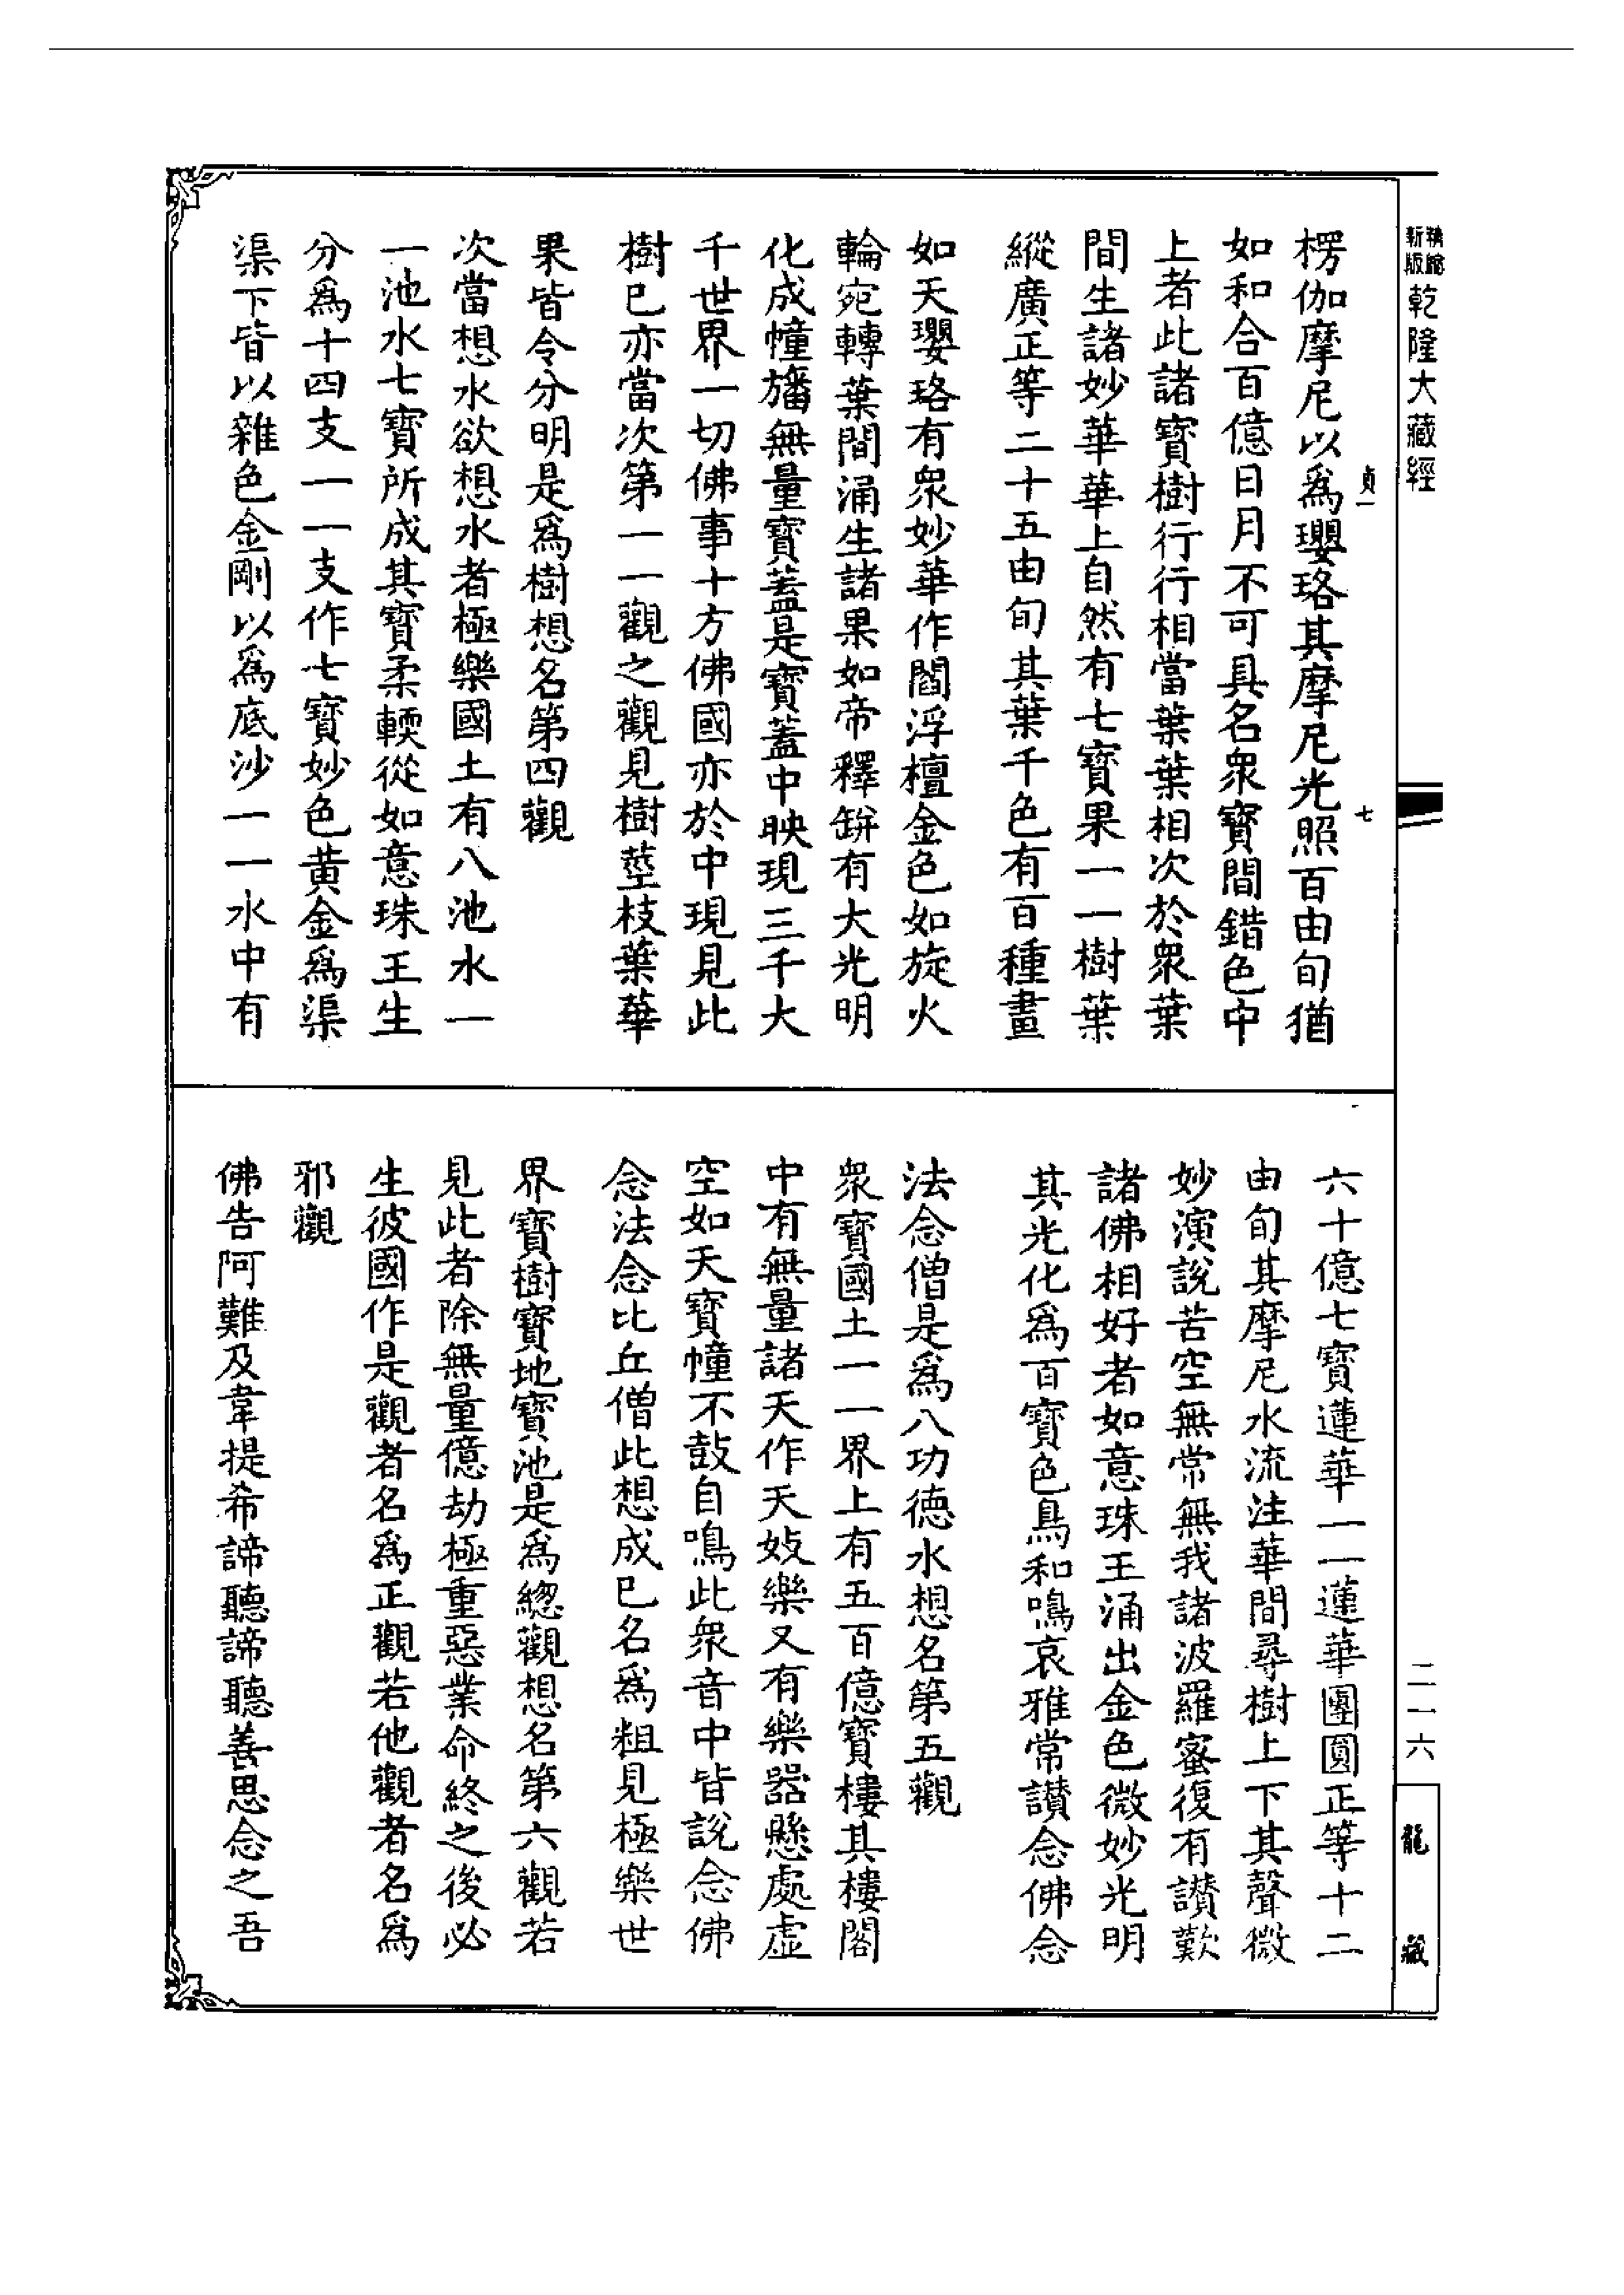 乾隆大藏經
新版
貞一
七
楞伽摩尼以爲瓔珞其摩尼光照百由旬猶
如和合百億日月不可具名衆寶間錯色中
上者此諸寶樹行行相當葉葉相次於衆葉
間生諸妙華華上自然有七寶果一一樹葉
縱廣正等二十五由旬其葉千色有百種畫
如天瓔珞有衆妙華作閻浮檀金色如旋火
輪宛轉葉間涌生諸果如帝釋缾有大光明
化成幢旛無量寶蓋是寶蓋中映現三千大
千世界一切佛事十方佛國亦於中現見此
樹已亦當次第一一觀之觀見樹莖枝葉華
果皆令分明是爲樹想名第四觀
次當想水欲想水者極樂國土有八池水一
一池水七寶所成其寶柔輭從如意珠王生
分爲十四支一一支作七寶妙色黃金爲渠
渠下皆以雜色金剛以爲底沙一一水中有
六十億七寶蓮華一一蓮華團圓正等十二
由旬其摩尼水流注華間尋樹上下其聲微
妙演說苦空無常無我諸波羅蜜復有讚歎
諸佛相好者如意珠王涌出金色微妙光明
其光化爲百寶色鳥和鳴哀雅常讚念佛念
法念僧是爲八功德水想名第五觀
衆寶國土一一界上有五百億寶樓其樓閣
中有無量諸天作天妓樂又有樂器懸處虛
空如天寶幢不鼓自鳴此衆音中皆說念佛
念法念比丘僧此想成已名爲粗見極樂世
界寶樹寶地寶池是爲總觀想名第六觀若
見此者除無量億劫極重惡業命終之後必
生彼國作是觀者名爲正觀若他觀者名爲
邪觀
佛告阿難及韋提希諦聽諦聽善思念之吾
二一六
龍藏